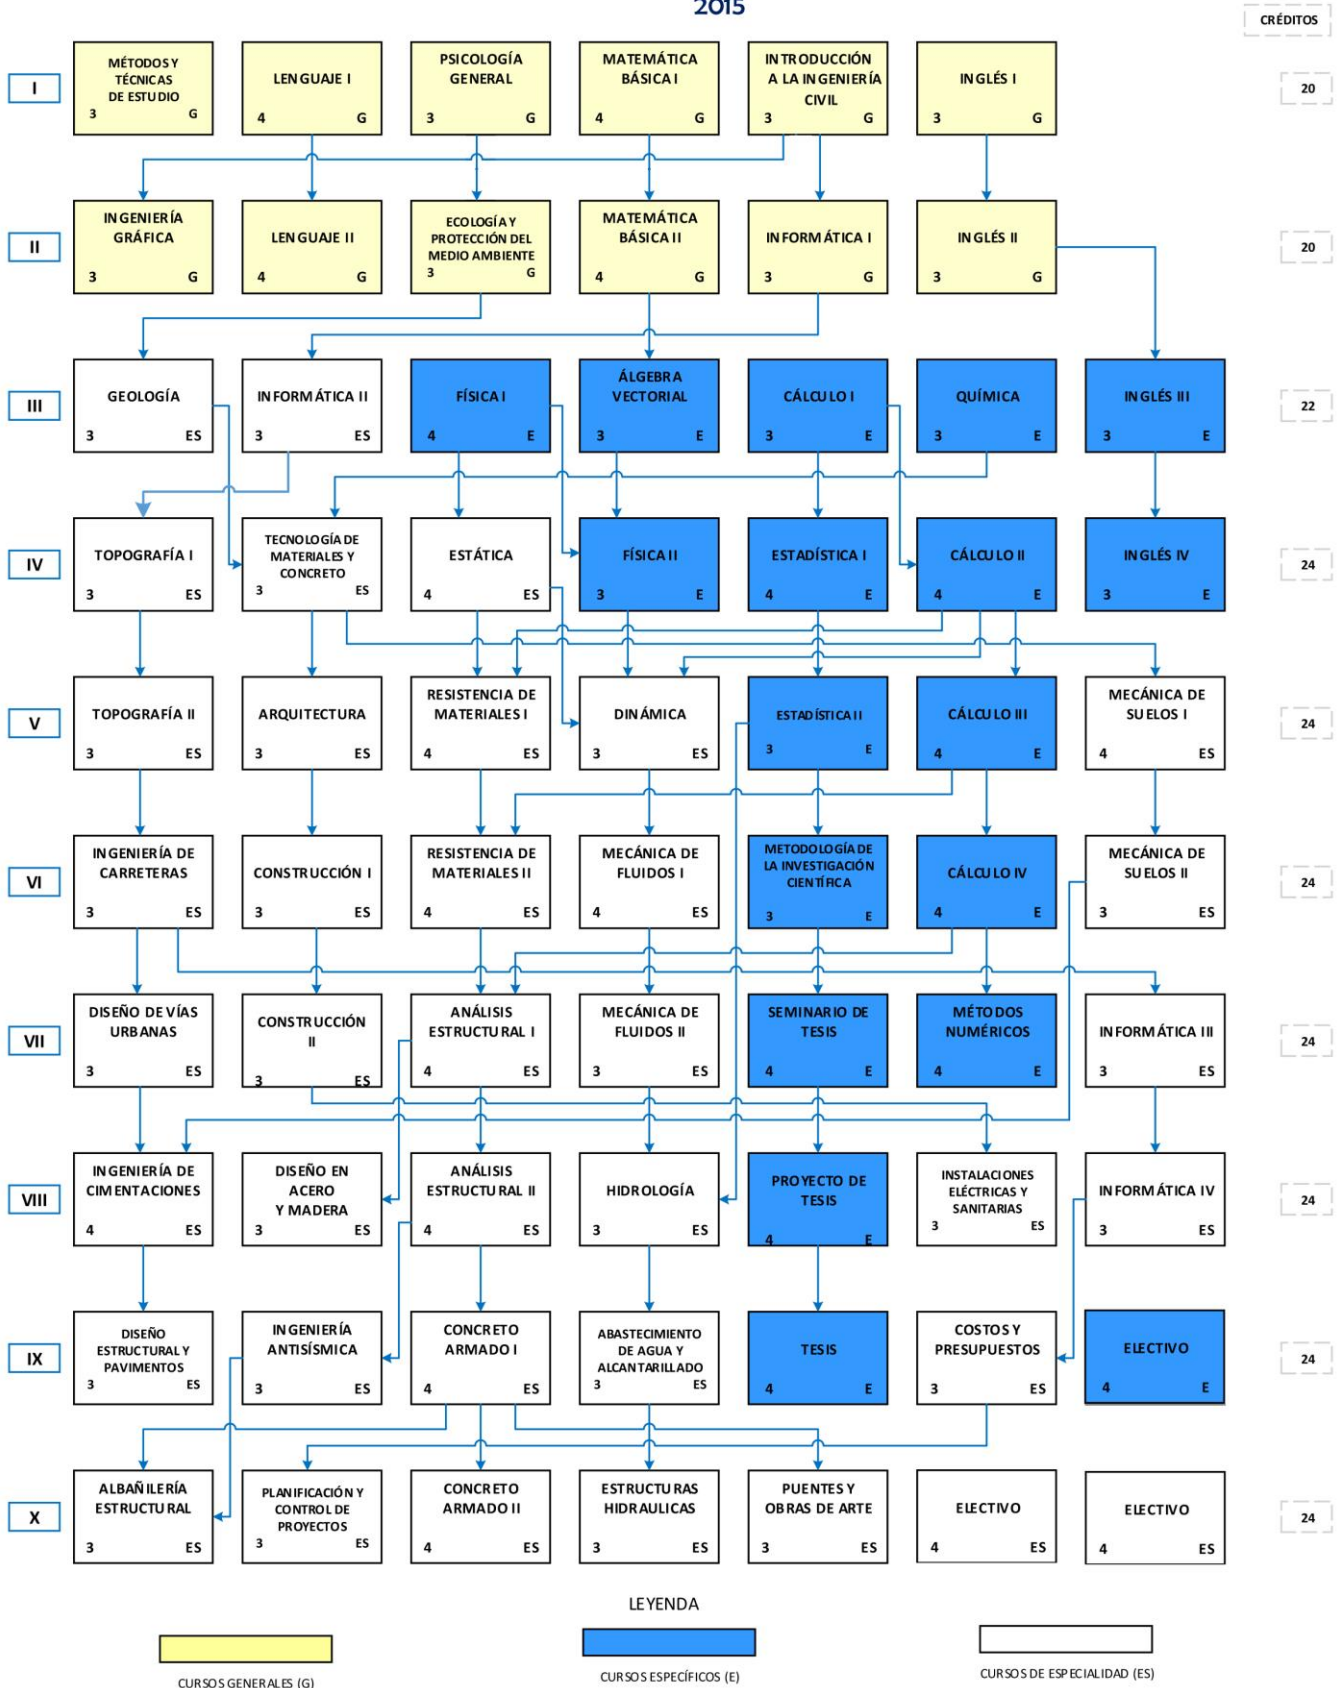 2015
CRÉDITOS
I
MÉTODOS Y
TÉCNICAS
DE ESTUDIO
3 G
LENGUAJE I
4 G
PSICOLOGÍA
GENERAL
3 G
MATEMÁTICA
BÁSICA I
4 G
INTRODUCCIÓN
A LA INGENIERÍA
CIVIL
3 G
INGLÉS I
3 G
20
II
INGENIERÍA
GRÁFICA
3 G
LENGUAJE II
4 G
ECOLOGÍA Y
PROTECCIÓN DEL
MEDIO AMBIENTE
3 G
MATEMÁTICA
BÁSICA II
4 G
INFORMÁTICA I
3 G
INGLÉS II
3 G
20
III
GEOLOGÍA
3 ES
INFORMÁTICA II
3 ES
FÍSICA I
4 E
ÁLGEBRA
VECTORIAL
3 E
CÁLCULO I
3 E
QUÍMICA
3 E
INGLÉS III
3 E
22
IV
TOPOGRAFÍA I
3 ES
TECNOLOGÍA DE
MATERIALES Y
CONCRETO
3 ES
ESTÁTICA
4 ES
FÍSICA II
3 E
ESTADÍSTICA I
4 E
CÁLCULO II
4 E
INGLÉS IV
3 E
24
V
TOPOGRAFÍA II
3 ES
ARQUITECTURA
3 ES
RESISTENCIA DE
MATERIALES I
4 ES
DINÁMICA
3 ES
ESTADÍSTICA II
3 E
CÁLCULO III
4 E
MECÁNICA DE
SUELOS I
4 ES
24
VI
INGENIERÍA DE
CARRETERAS
3 ES
CONSTRUCCIÓN I
3 ES
RESISTENCIA DE
MATERIALES II
4 ES
MECÁNICA DE
FLUIDOS I
4 ES
METODOLOGÍA DE
LA INVESTIGACIÓN
CIENTÍFICA
3 E
CÁLCULO IV
4 E
MECÁNICA DE
SUELOS II
3 ES
24
VII
DISEÑO DE VÍAS
URBANAS
3 ES
CONSTRUCCIÓN
II
3 ES
ANÁLISIS
ESTRUCTURAL I
4 ES
MECÁNICA DE
FLUIDOS II
3 ES
SEMINARIO DE
TESIS
4 E
MÉTODOS
NUMÉRICOS
4 E
INFORMÁTICA III
3 ES
24
VIII
INGENIERÍA DE
CIMENTACIONES
4 ES
DISEÑO EN
ACERO
Y MADERA
3 ES
ANÁLISIS
ESTRUCTURAL II
4 ES
HIDROLOGÍA
3 ES
PROYECTO DE
TESIS
4 E
INSTALACIONES
ELÉCTRICAS Y
SANITARIAS
3 ES
INFORMÁTICA IV
3 ES
24
IX
DISEÑO
ESTRUCTURAL Y
PAVIMENTOS
3 ES
INGENIERÍA
ANTISÍSMICA
3 ES
CONCRETO
ARMADO I
4 ES
ABASTECIMIENTO
DE AGUA Y
ALCANTARILLADO
3 ES
TESIS
4 E
COSTOS Y
PRESUPUESTOS
3 ES
ELECTIVO
4 E
24
X
ALBAÑILERÍA
ESTRUCTURAL
3 ES
PLANIFICACIÓN Y
CONTROL DE
PROYECTOS
3 ES
CONCRETO
ARMADO II
4 ES
ESTRUCTURAS
HIDRAULICAS
3 ES
PUENTES Y
OBRAS DE ARTE
3 ES
ELECTIVO
4 ES
ELECTIVO
4 ES
24
LEYENDA
CURSOS GENERALES (G)
CURSOS ESPECÍFICOS (E)
CURSOS DE ESPECIALIDAD (ES)